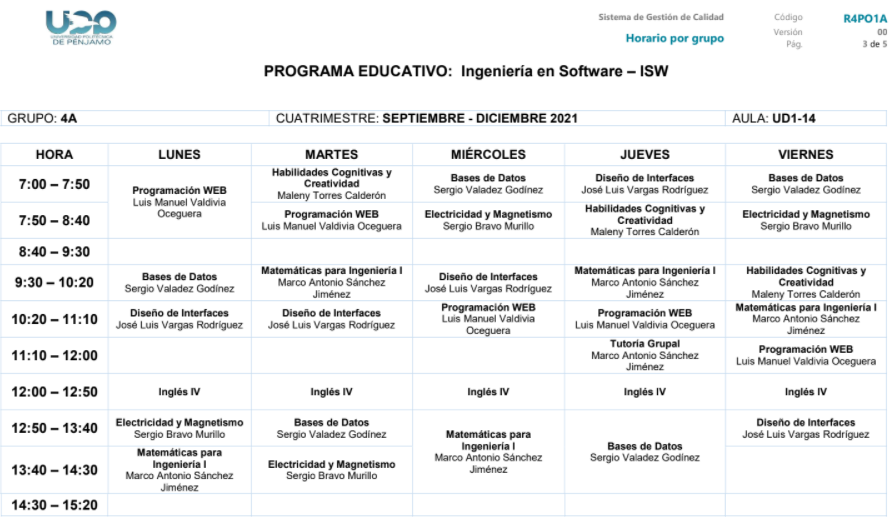 UPP
UNIVERSIDAD POLITÉCNICA
DE PÉNJAMO
Sistema de Gestión de Calidad
Horario por grupo
Código R4PO1A
Versión 00
Pág. 3 de 5
PROGRAMA EDUCATIVO: Ingeniería en Software – ISW
GRUPO: 4A CUATRIMESTRE: SEPTIEMBRE - DICIEMBRE 2021 AULA: UD1-14
HORA LUNES MARTES MIÉRCOLES JUEVES VIERNES
7:00 – 7:50
Programación WEB
Luis Manuel Valdivia
Oceguera
Habilidades Cognitivas y
Creatividad
Maleny Torres Calderón
Bases de Datos
Sergio Valadez Godínez
Diseño de Interfaces
José Luis Vargas Rodríguez
Bases de Datos
Sergio Valadez Godínez
7:50 – 8:40
Programación WEB
Luis Manuel Valdivia Oceguera
Electricidad y Magnetismo
Sergio Bravo Murillo
Habilidades Cognitivas y
Creatividad
Maleny Torres Calderón
Electricidad y Magnetismo
Sergio Bravo Murillo
8:40 – 9:30
9:30 – 10:20
Bases de Datos
Sergio Valadez Godínez
Matemáticas para Ingeniería I
Marco Antonio Sánchez
Jiménez
Diseño de Interfaces
José Luis Vargas Rodríguez
Matemáticas para Ingeniería I
Marco Antonio Sánchez
Jiménez
Habilidades Cognitivas y
Creatividad
Maleny Torres Calderón
10:20 – 11:10
Diseño de Interfaces
José Luis Vargas Rodríguez
Diseño de Interfaces
José Luis Vargas Rodríguez
Programación WEB
Luis Manuel Valdivia
Oceguera
Programación WEB
Luis Manuel Valdivia Oceguera
Matemáticas para Ingeniería I
Marco Antonio Sánchez
Jiménez
11:10 – 12:00
Tutoría Grupal
Marco Antonio Sánchez
Jiménez
Programación WEB
Luis Manuel Valdivia Oceguera
12:00 – 12:50
Inglés IV
Inglés IV
Inglés IV
Inglés IV
Inglés IV
12:50 – 13:40
Electricidad y Magnetismo
Sergio Bravo Murillo
Bases de Datos
Sergio Valadez Godínez
Matemáticas para
Ingeniería I
Marco Antonio Sánchez
Jiménez
Bases de Datos
Sergio Valadez Godínez
Diseño de Interfaces
José Luis Vargas Rodríguez
13:40 – 14:30
Matemáticas para
Ingeniería I
Marco Antonio Sánchez
Jiménez
Electricidad y Magnetismo
Sergio Bravo Murillo
14:30 – 15:20